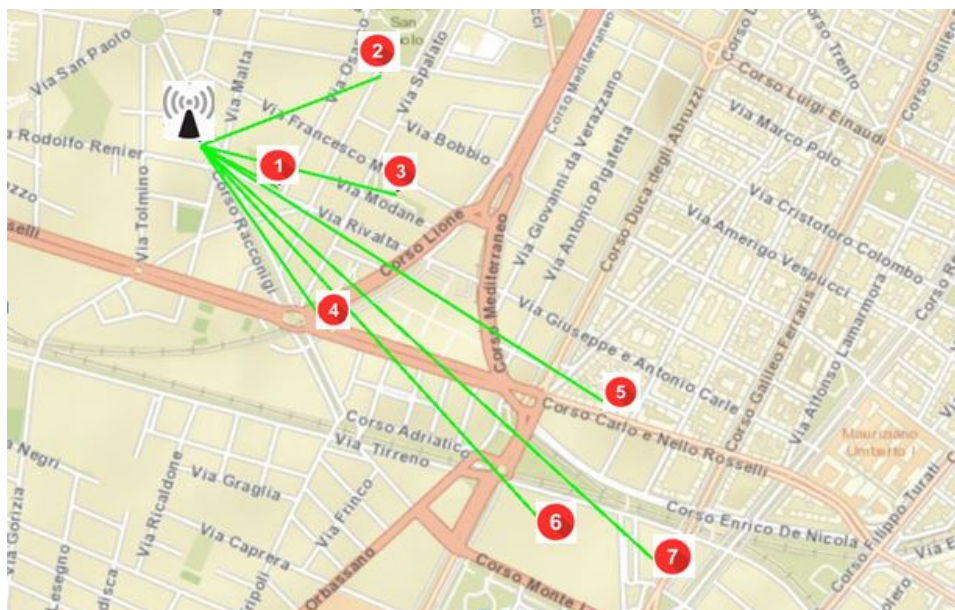 San
Via San Paolo
Via Malta
Via Spalato
2
Corso Mediterraneo
Corso Trento
Corso Galileo
Corso Luigi Einaudi
Via Rodolfo Renier
Via Francesco
Via Bobbio
Via Giovanni da Verazzano
Corso Duca degli Abruzzi
Via Marco Polo
Via Antonio Pigafetta
1
3
Via Modane
Via Tolmino
Corso Racconigi
Via Rivalta
Corso Lione
Via Cristoforo Colombo
Via Amerigo Vespucci
4
Corso Mediterraneo
Via Giuseppe e Antonio Carle
Corso Galileo Ferraris
Via Alfonso Lamarmora
5
Corso Carlo e Nello Rosselli
Corso Adriatico
Via Tirreno
Mauriziano
Umberto I
Via Negri
Via Gorizia
Via Ricaldone
Via Graglia
Via Frinco
Corso Filippo Turati
6
Corso Enrico De Nicola
Via Caprera
7
Orbassano
Corso Monte